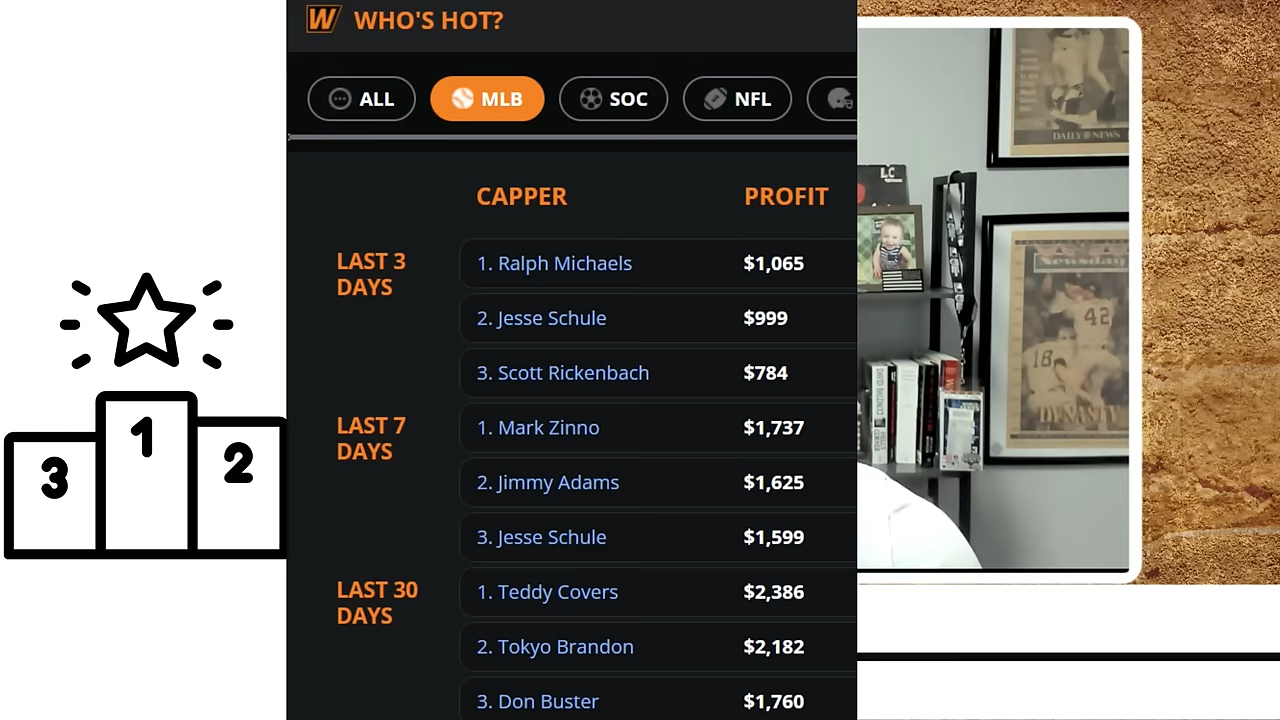 W WHO'S HOT?
ALL MLB SOC NFL
CAPPER PROFIT
LAST 3
DAYS
1. Ralph Michaels $1,065
2. Jesse Schule $999
3. Scott Rickenbach $784
LAST 7
DAYS
1. Mark Zinno $1,737
2. Jimmy Adams $1,625
3. Jesse Schule $1,599
LAST 30
DAYS
1. Teddy Covers $2,386
2. Tokyo Brandon $2,182
3. Don Buster $1,760
3 1 2
DAILY NEWS
LC
Newsday
42
18
DYNASTY